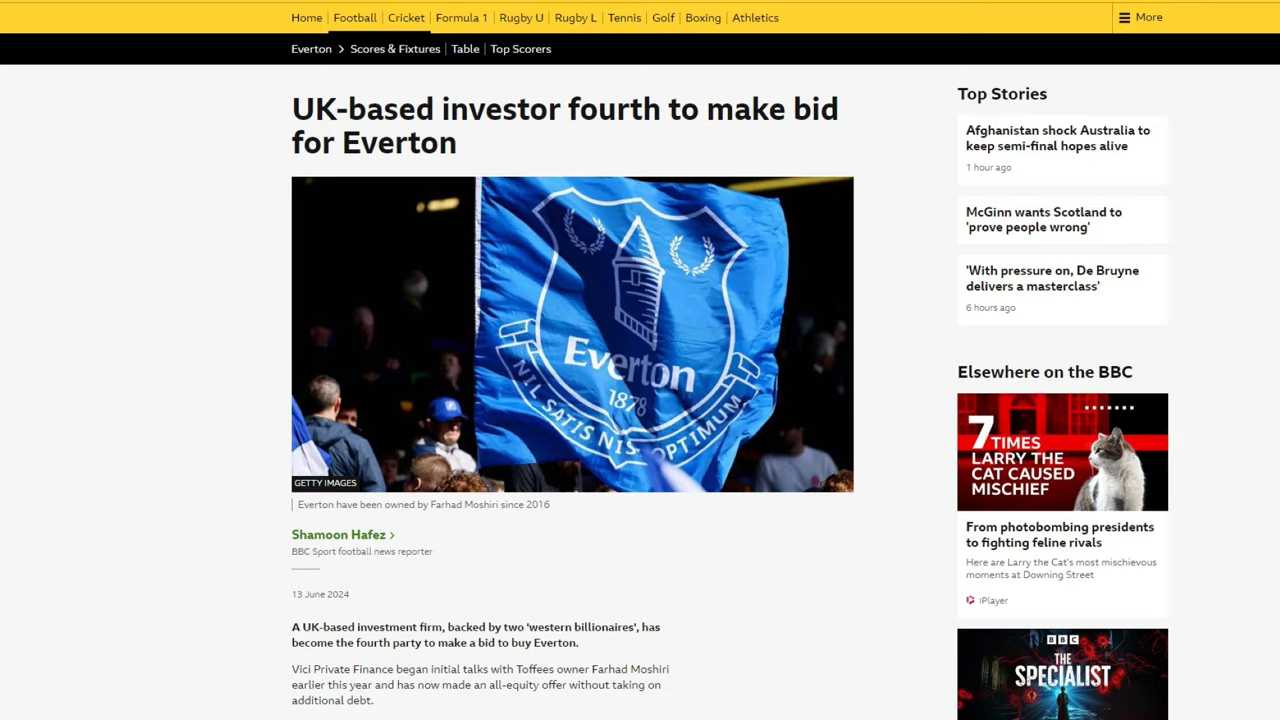 Home
Football
Cricket
Formula 1
Rugby U
Rugby L
Tennis
Golf
Boxing
Athletics
More
Everton
Scores & Fixtures
Table
Top Scorers
UK-based investor fourth to make bid
for Everton
Everton
1878
NIL SATIS NISI OPTIMUM
GETTY IMAGES
Everton have been owned by Farhad Moshiri since 2016
Shamoon Hafez
BBC Sport football news reporter
13 June 2024
A UK-based investment firm, backed by two 'western billionaires', has
become the fourth party to make a bid to buy Everton.
Vici Private Finance began initial talks with Toffees owner Farhad Moshiri
earlier this year and has now made an all-equity offer without taking on
additional debt.
Top Stories
Afghanistan shock Australia to
keep semi-final hopes alive
1 hour ago
McGinn wants Scotland to
'prove people wrong'
'With pressure on, De Bruyne
delivers a masterclass'
6 hours ago
Elsewhere on the BBC
7 TIMES
LARRY THE
CAT CAUSED
MISCHIEF
From photobombing presidents
to fighting feline rivals
Here are Larry the Cat's most mischievous
moments at Downing Street
iPlayer
BBC
THE
SPECIALIST